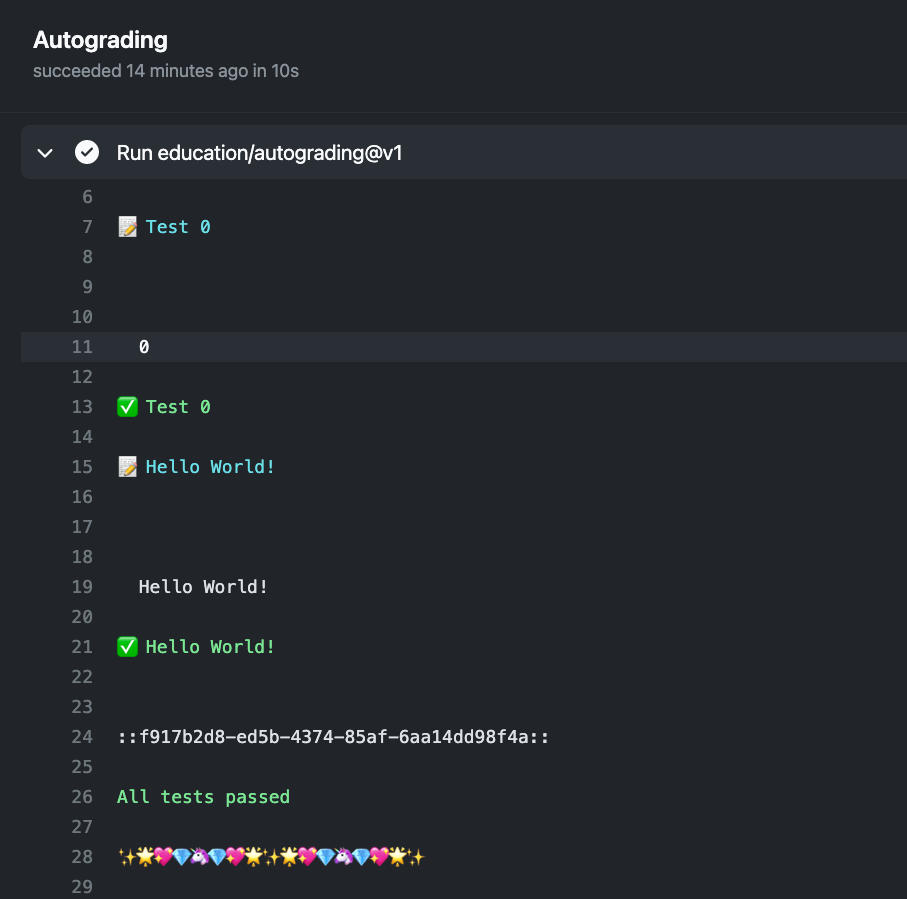 Autograding
succeeded 14 minutes ago in 10s
Run education/autograding@v1
6
7 📝 Test 0
8
9
10
11 0
12
13 ✅ Test 0
14
15 📝 Hello World!
16
17
18
19 Hello World!
20
21 ✅ Hello World!
22
23
24 ::f917b2d8-ed5b-4374-85af-6aa14dd98f4a::
25
26 All tests passed
27
28 ✨🌟💖💎🦄💎💖🌟✨🌟💖💎🦄💎💖🌟✨
29